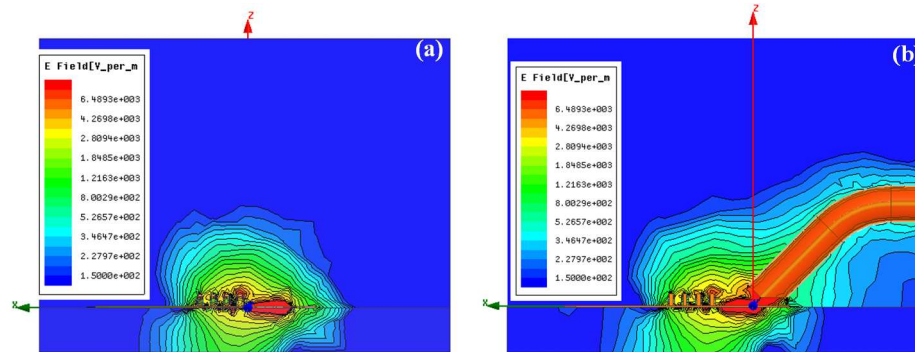 Z
(a)
E Field[V_per_m
6.4893e+003
4.2698e+003
2.8094e+003
1.8485e+003
1.2163e+003
8.0029e+002
5.2657e+002
3.4647e+002
2.2797e+002
1.5000e+002
X
Z
(b)
E Field[V_per_m
6.4893e+003
4.2698e+003
2.8094e+003
1.8485e+003
1.2163e+003
8.0029e+002
5.2657e+002
3.4647e+002
2.2797e+002
1.5000e+002
X